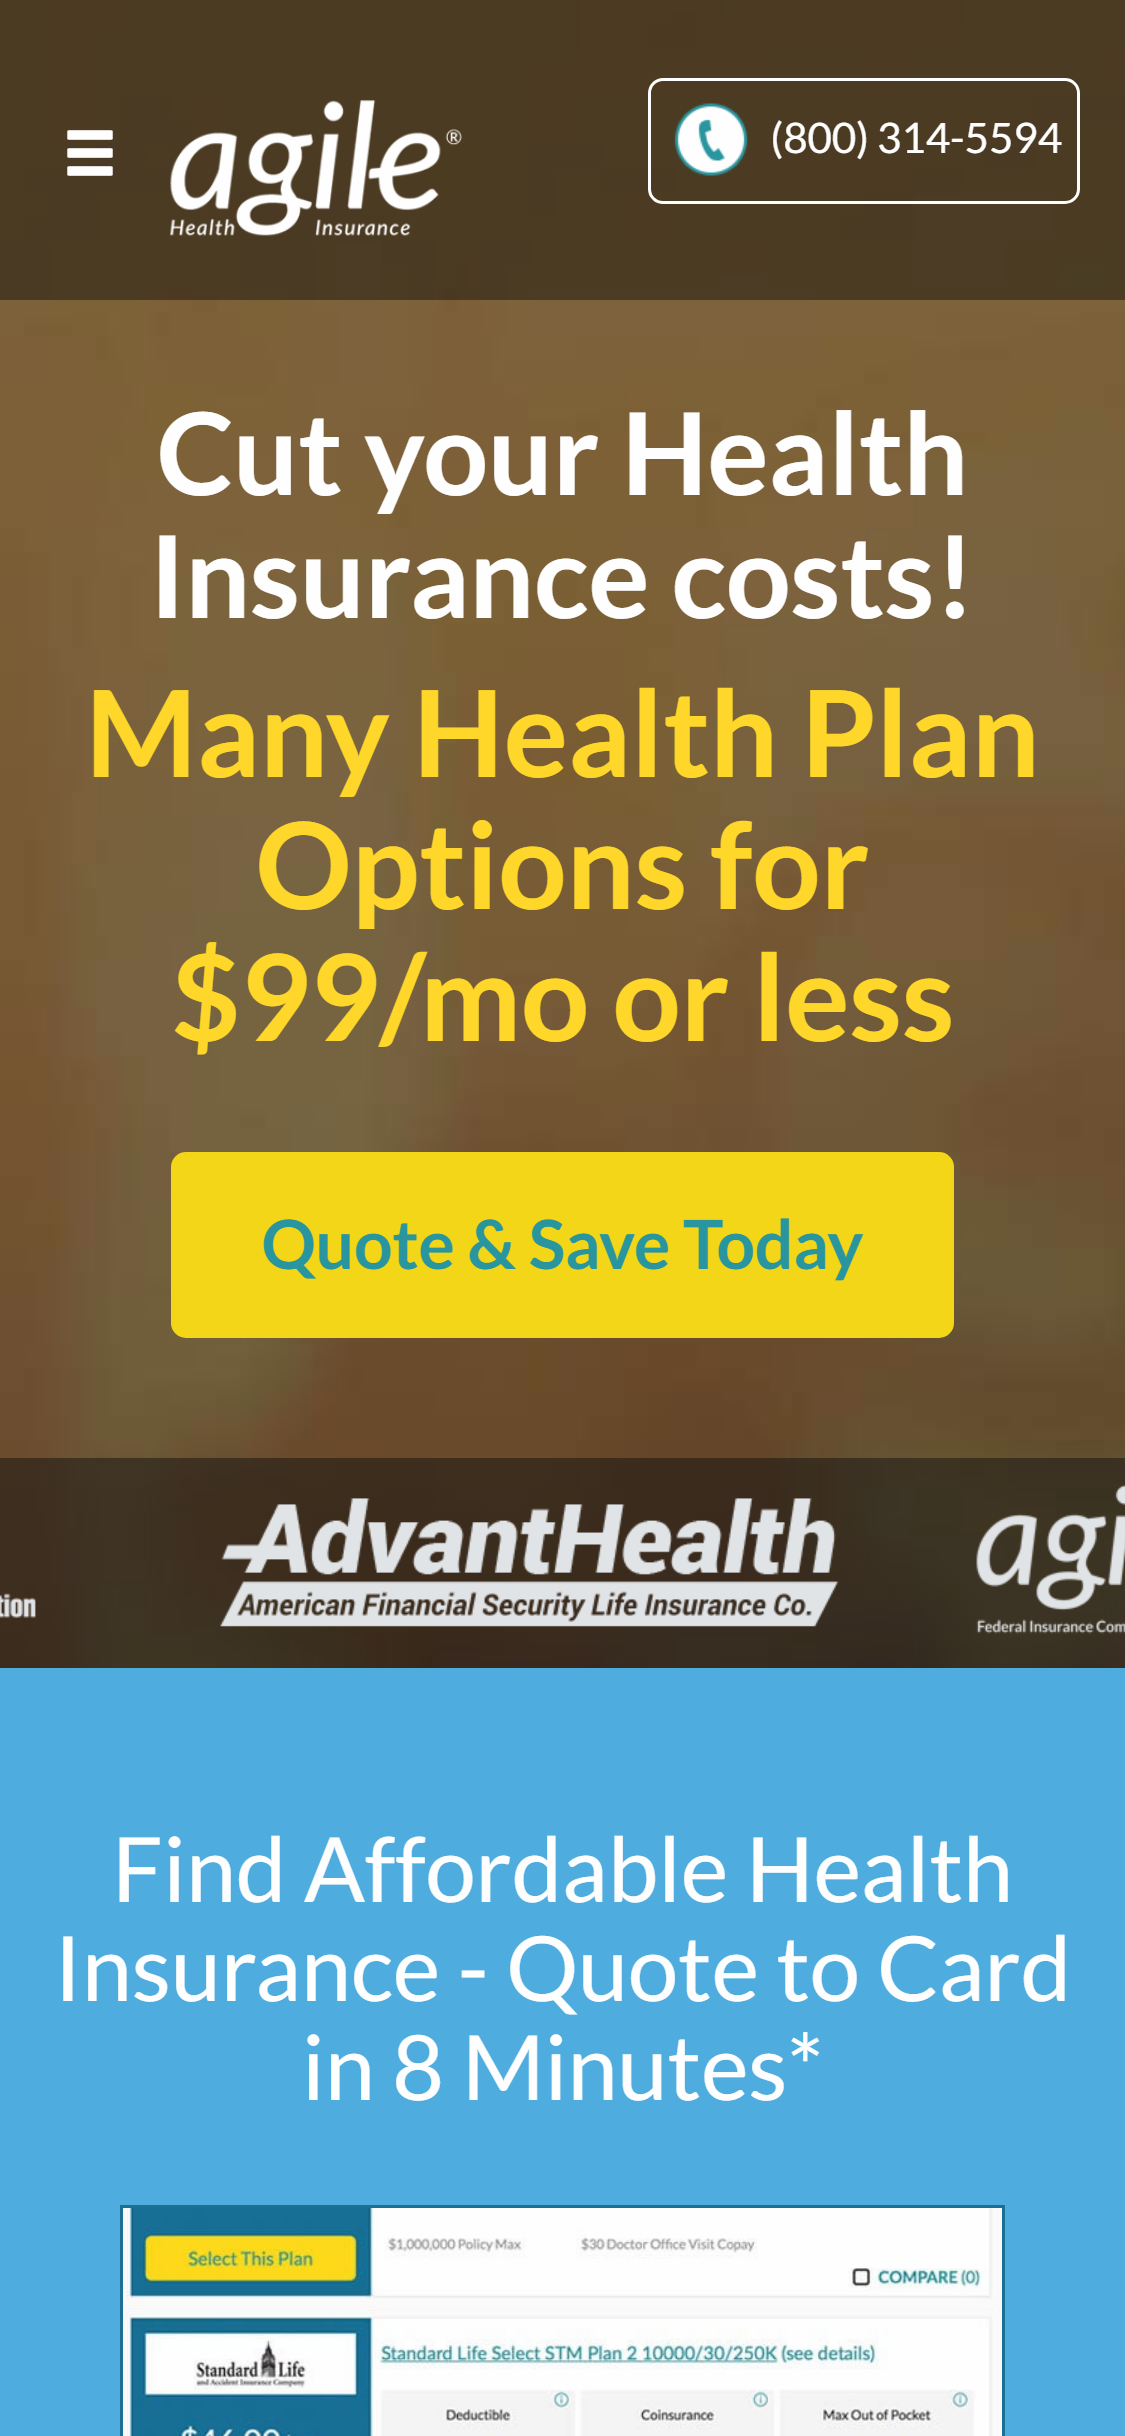 agile®
Health Insurance
(800) 314-5594
Cut your Health
Insurance costs!
Many Health Plan
Options for
$99/mo or less
Quote & Save Today
AdvantHealth
American Financial Security Life Insurance Co.
Federal Insurance
Find Affordable Health
Insurance - Quote to Card
in 8 Minutes*
Select This Plan
$1,000,000 Policy Max
$30 Doctor Office Visit Copay
COMPARE (0)
Standard Life
and Accident Insurance Company
Standard Life Select STM Plan 2 10000/30/250K (see details)
Deductible
Coinsurance
Max Out of Pocket